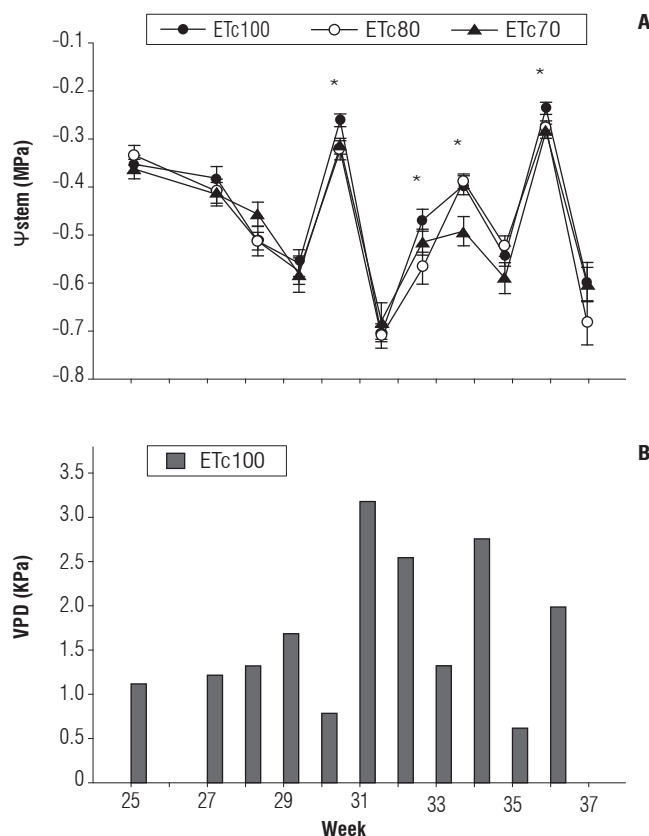 A
ETc100 ETc80 ETc70
-0.1
-0.2
-0.3
-0.4
-0.5
-0.6
-0.7
-0.8
Ψstem (MPa)
* * * *
B
ETc100
3.5
3.0
2.5
2.0
1.5
1.0
0.5
0
VPD (KPa)
25 27 29 31 33 35 37
Week